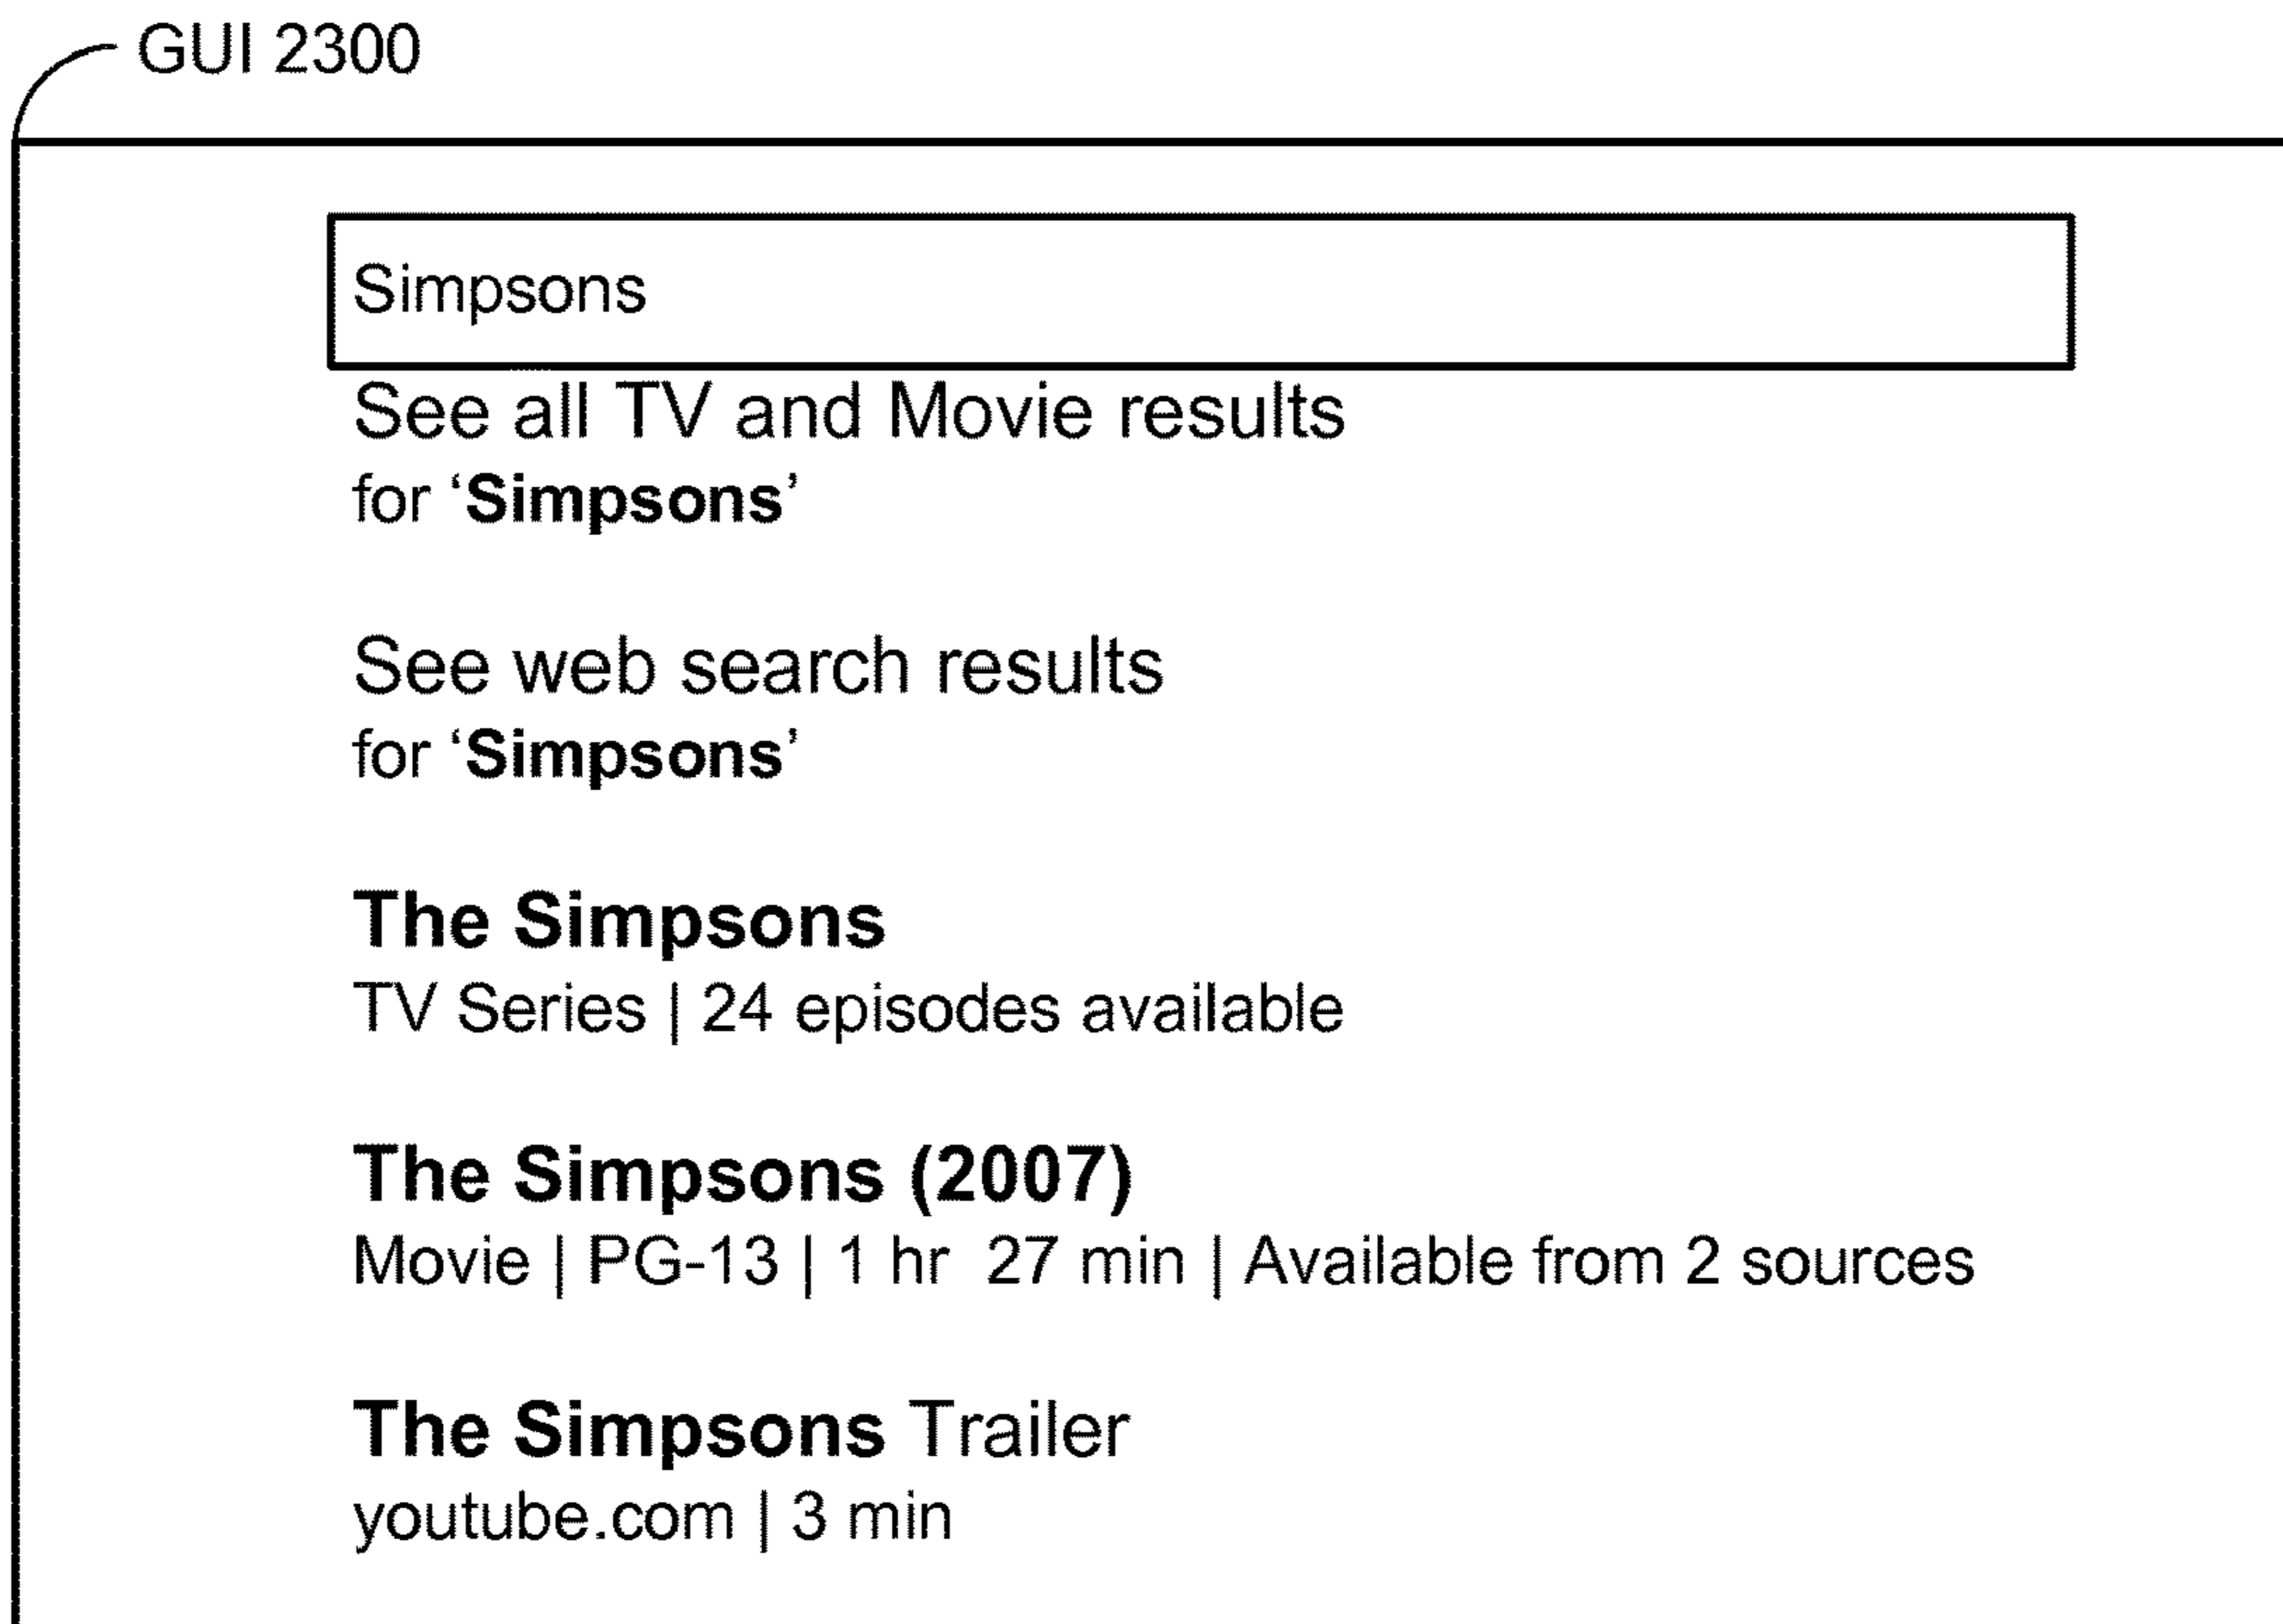 GUI 2300
Simpsons
See all TV and Movie results
for ‘Simpsons’
See web search results
for ‘Simpsons’
The Simpsons
TV Series | 24 episodes available
The Simpsons (2007)
Movie | PG-13 | 1 hr 27 min | Available from 2 sources
The Simpsons Trailer
youtube.com | 3 min